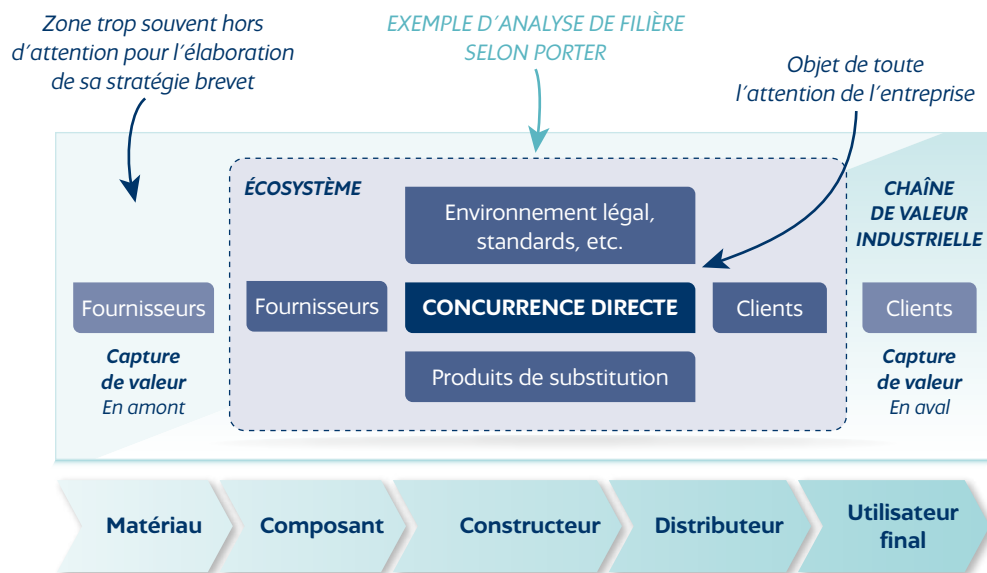 Zone trop souvent hors
d'attention pour l'élaboration
de sa stratégie brevet
EXEMPLE D'ANALYSE DE FILIÈRE
SELON PORTER
Objet de toute
l'attention de l'entreprise
ÉCOSYSTÈME
Environnement légal,
standards, etc.
CHAÎNE
DE VALEUR
INDUSTRIELLE
Fournisseurs
Fournisseurs
CONCURRENCE DIRECTE
Clients
Clients
Capture
de valeur
En amont
Produits de substitution
Capture
de valeur
En aval
Matériau
Composant
Constructeur
Distributeur
Utilisateur
final